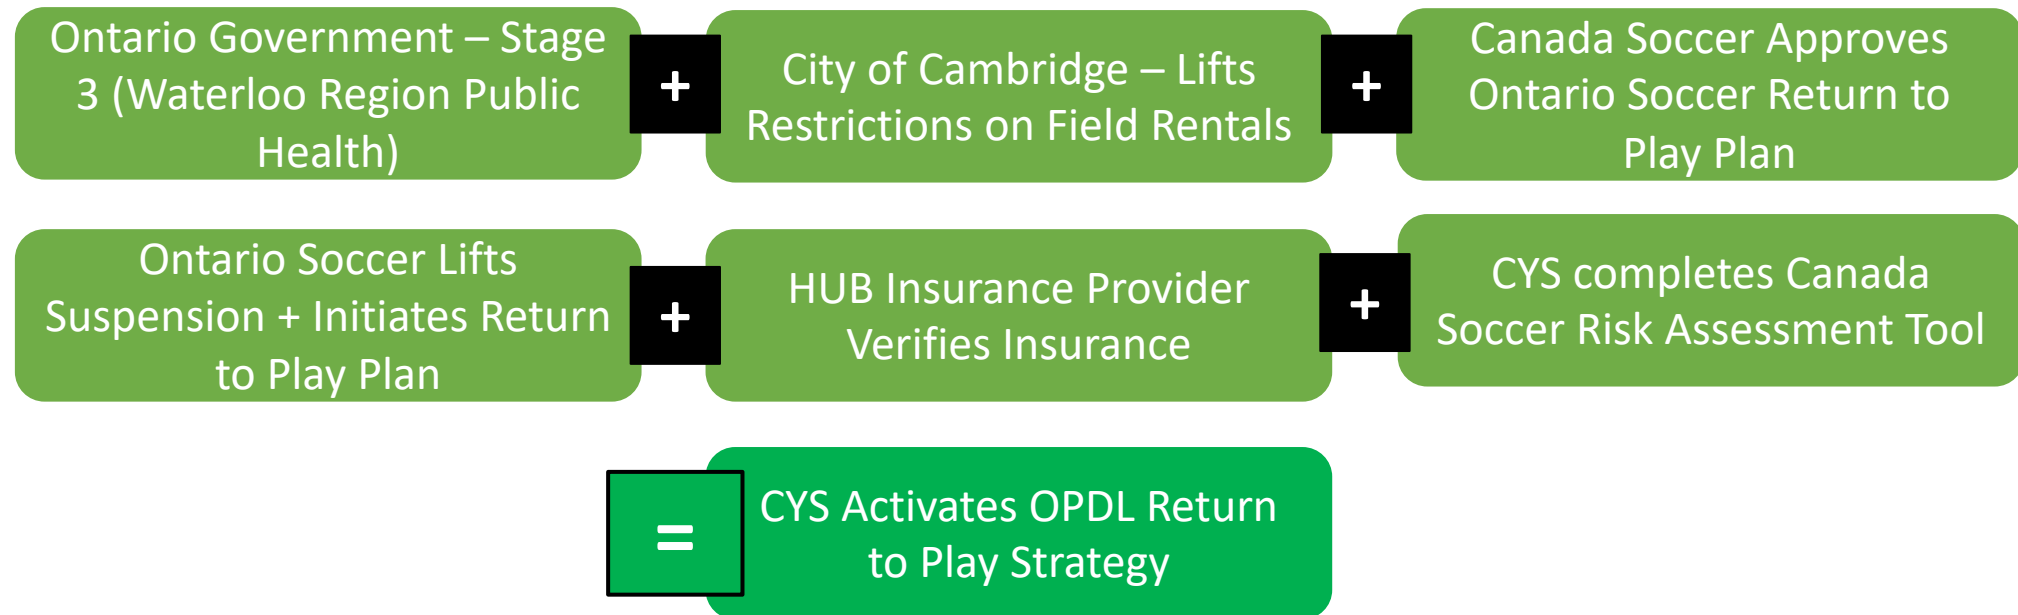 Ontario Government – Stage
3 (Waterloo Region Public
Health)
+
City of Cambridge – Lifts
Restrictions on Field Rentals
+
Canada Soccer Approves
Ontario Soccer Return to
Play Plan
Ontario Soccer Lifts
Suspension + Initiates Return
to Play Plan
+
HUB Insurance Provider
Verifies Insurance
+
CYS completes Canada
Soccer Risk Assessment Tool
=
CYS Activates OPDL Return
to Play Strategy